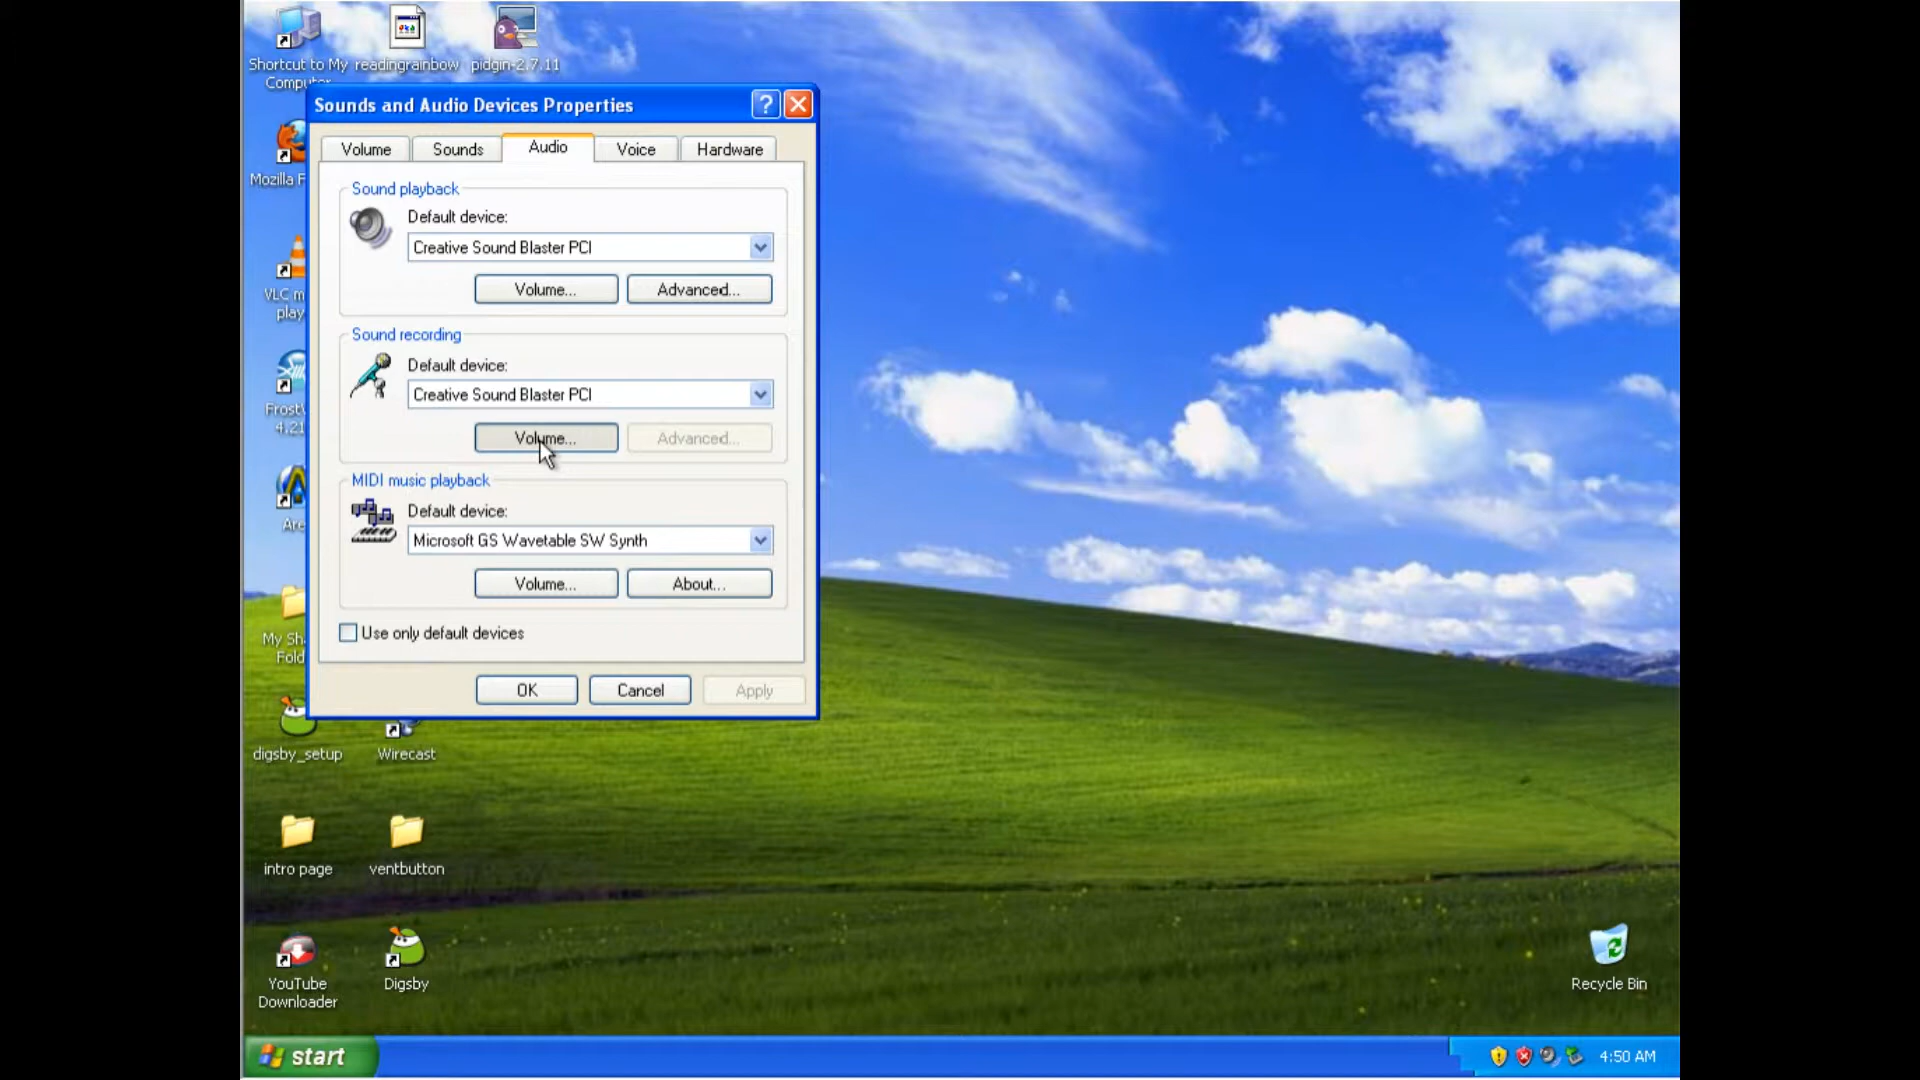 Shortcut to My
Computer
readingrainbow
pidgin-2.7.11
Sounds and Audio Devices Properties
Volume
Sounds
Audio
Voice
Hardware
Sound playback
Default device:
Creative Sound Blaster PCI
Volume...
Advanced...
Sound recording
Default device:
Creative Sound Blaster PCI
Volume...
Advanced...
MIDI music playback
Default device:
Microsoft GS Wavetable SW Synth
Volume...
About...
Use only default devices
OK
Cancel
Apply
Mozilla F
VLC m
play
Frost
4.21
Are
My Sh
Fold
digsby_setup
Wirecast
intro page
ventbutton
YouTube
Downloader
Digsby
Recycle Bin
start
4:50 AM